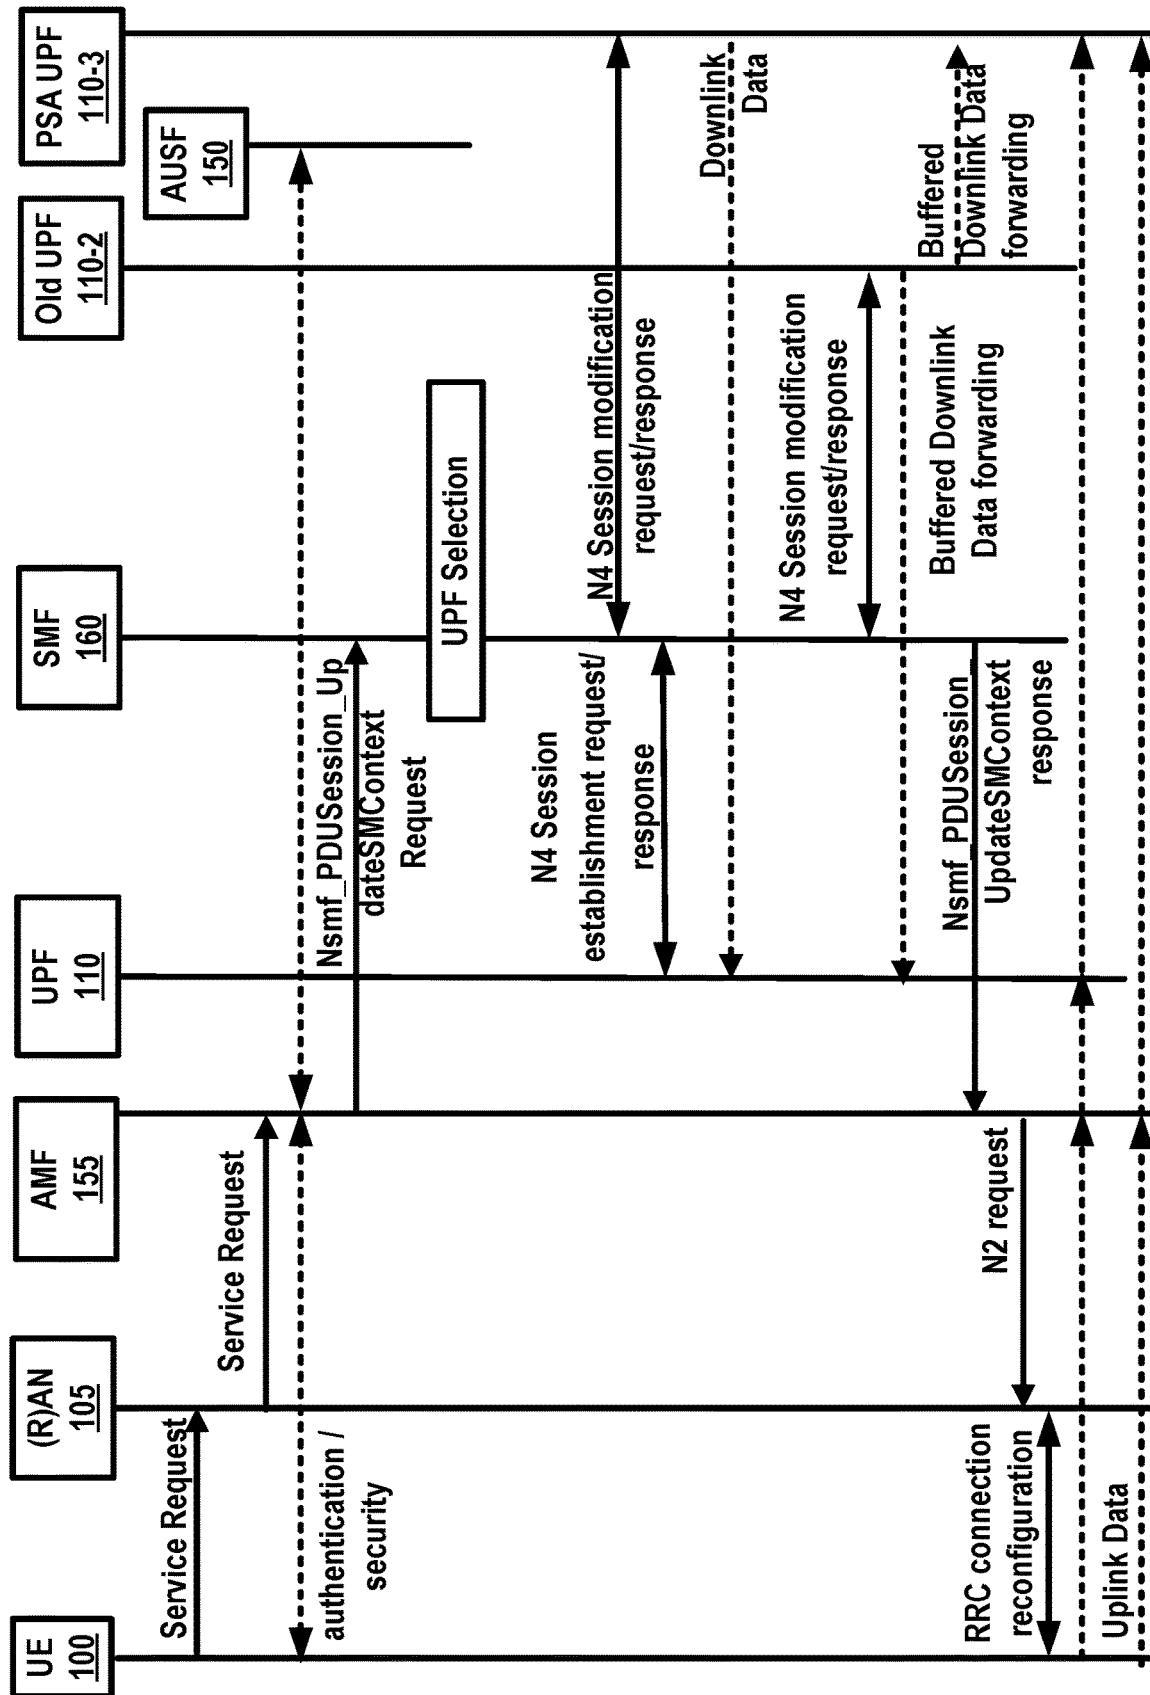 UE
100
(R)AN
105
AMF
155
UPF
110
SMF
160
Old UPF
110-2
AUSF
150
PSA UPF
110-3
Service Request
Service Request
authentication /
security
Nsmf_PDUSession_Up
dateSMContext
Request
UPF Selection
N4 Session modification
request/response
N4 Session
establishment request/
response
Downlink
Data
N4 Session modification
request/response
Buffered Downlink
Data forwarding
Buffered
Downlink Data
forwarding
Nsmf_PDUSession_
UpdateSMContext
response
N2 request
RRC connection
reconfiguration
Uplink Data